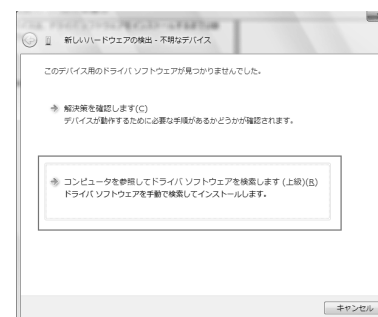 新しいハードウェアの検出 - 不明なデバイス
このデバイス用のドライバ ソフトウェアが見つかりませんでした。
解決策を確認します(C)
デバイスが動作するために必要な手順があるかどうかが確認されます。
コンピュータを参照してドライバ ソフトウェアを検索します (上級)(R)
ドライバ ソフトウェアを手動で検索してインストールします。
キャンセル